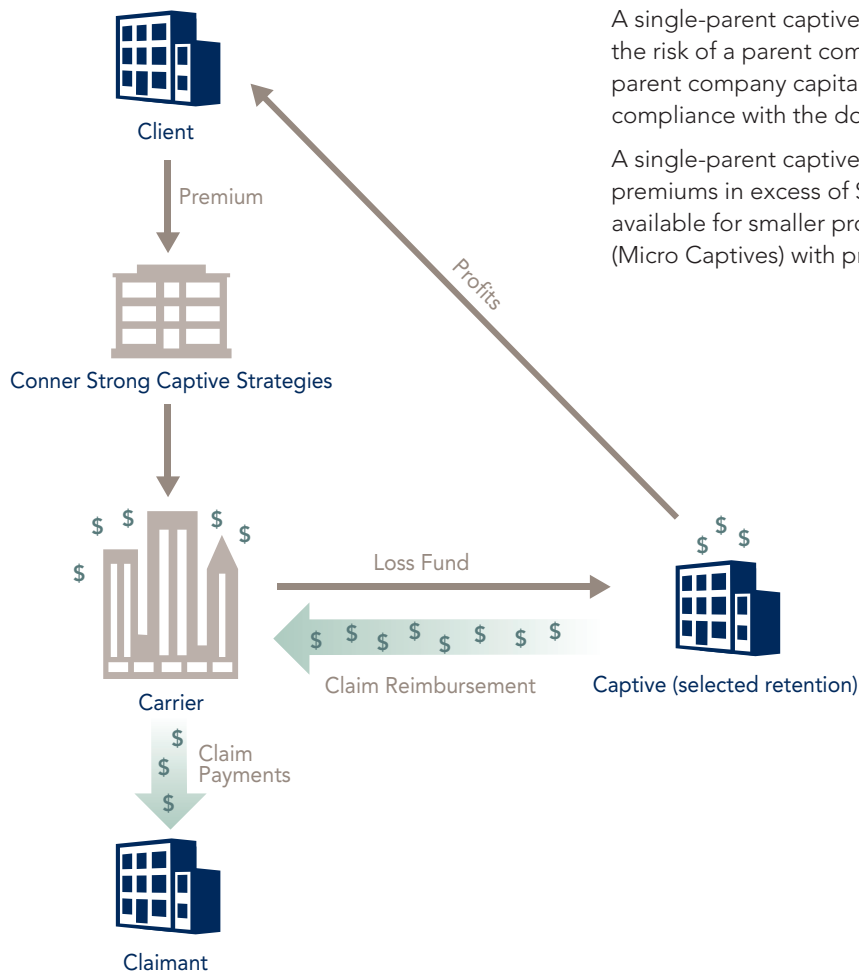 A single-parent captive
the risk of a parent com
parent company capita
compliance with the do
A single-parent captive
premiums in excess of
available for smaller pro
(Micro Captives) with pr
Client
Premium
Profits
Conner Strong Captive Strategies
$ $ $ $ $
Loss Fund
$ $ $
$ $ $ $ $ $ $ $
Claim Reimbursement
Captive (selected retention)
Carrier
$ $ $
Claim
Payments
Claimant